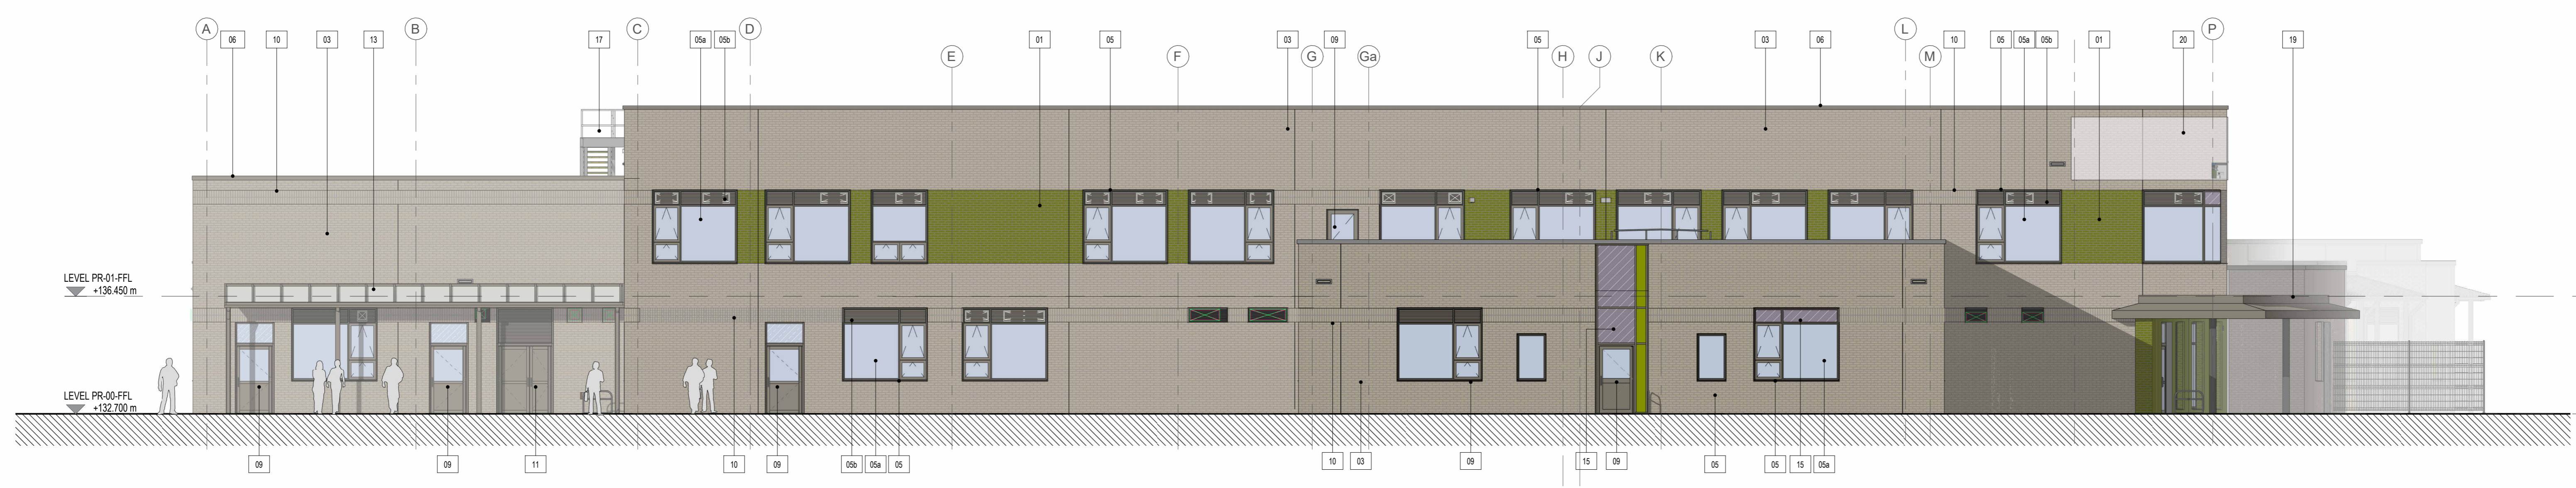 A B C D L P
06 10 03 13 17 05a 05b 01 05 03 09 05 03 06 10 05 05a 05b 01 20 19
E F G Ga H J K M
LEVEL PR-01-FFL
+136.450 m
LEVEL PR-00-FFL
+132.700 m
09 09 11 10 09 05b 05a 05 10 03 09 15 09 05 05 15 05a